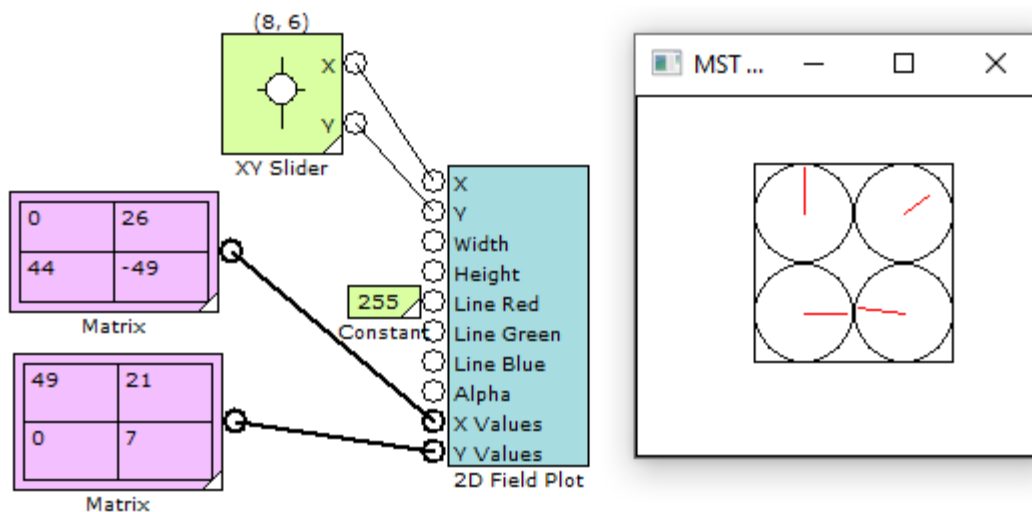 (8, 6)
X
Y
XY Slider
0 26
44 -49
Matrix
49 21
0 7
Matrix
255
Constant
X
Y
Width
Height
Line Red
Line Green
Line Blue
Alpha
X Values
Y Values
2D Field Plot
MST ...